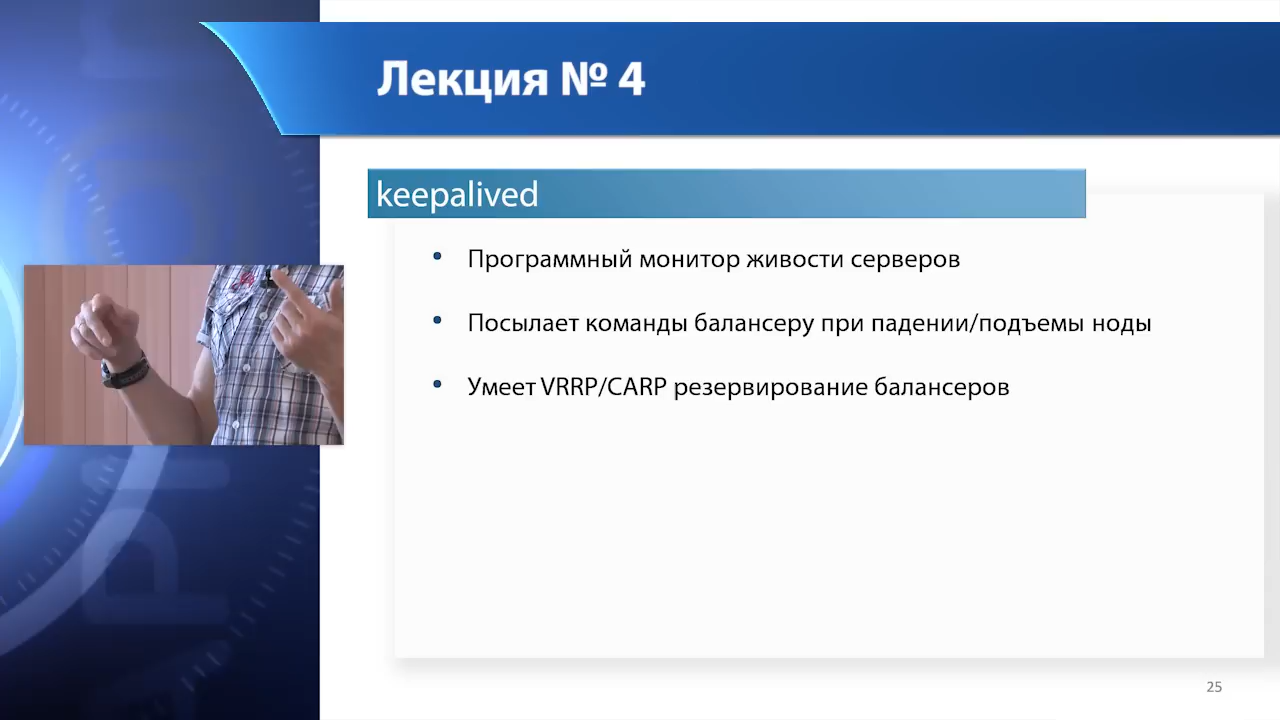 Лекция № 4
keepalived
• Программный монитор живости серверов
• Посылает команды балансеру при падении/подъемы ноды
• Умеет VRRP/CARP резервирование балансеров
25